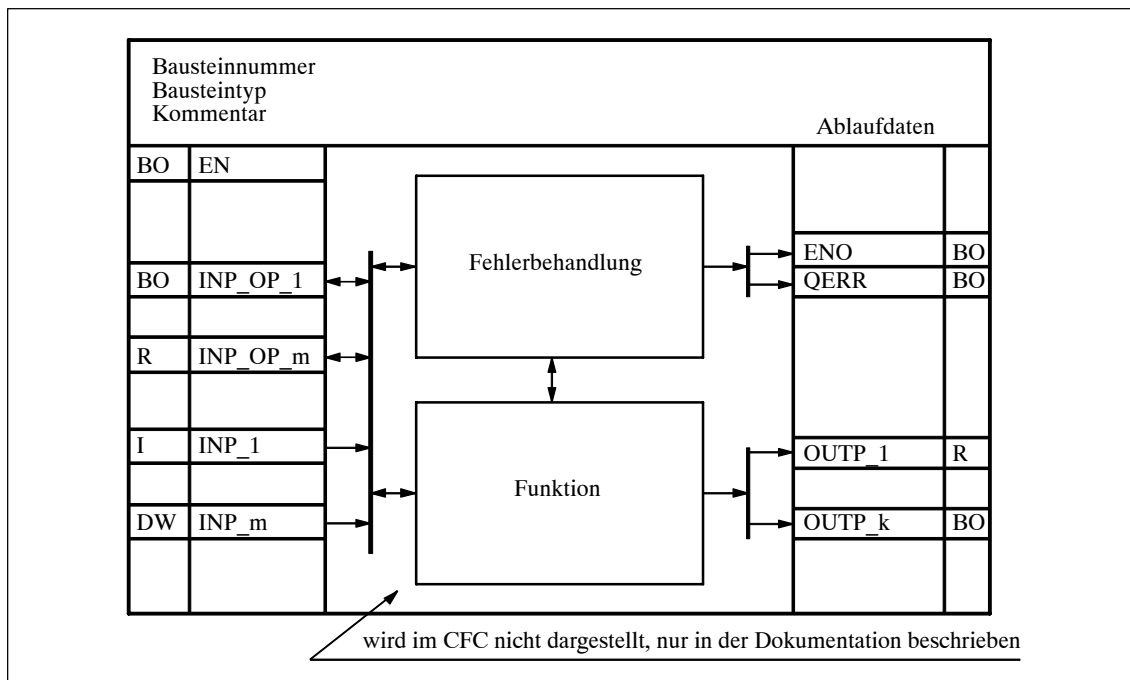 Bausteinnummer
Bausteintyp
Kommentar
Ablaufdaten
BO EN
Fehlerbehandlung
ENO BO
BO INP_OP_1
QERR BO
R INP_OP_m
I INP_1
OUTP_1 R
Funktion
DW INP_m
OUTP_k BO
wird im CFC nicht dargestellt, nur in der Dokumentation beschrieben